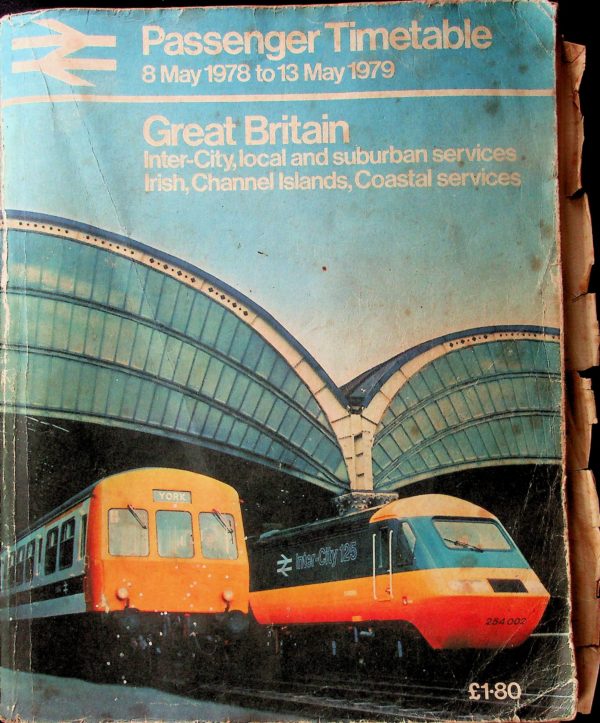 Passenger Timetable
8 May 1978 to 13 May 1979
Great Britain
Inter-City, local and suburban services
Irish, Channel Islands, Coastal services
YORK
Inter-City 125
254 002
£1·80